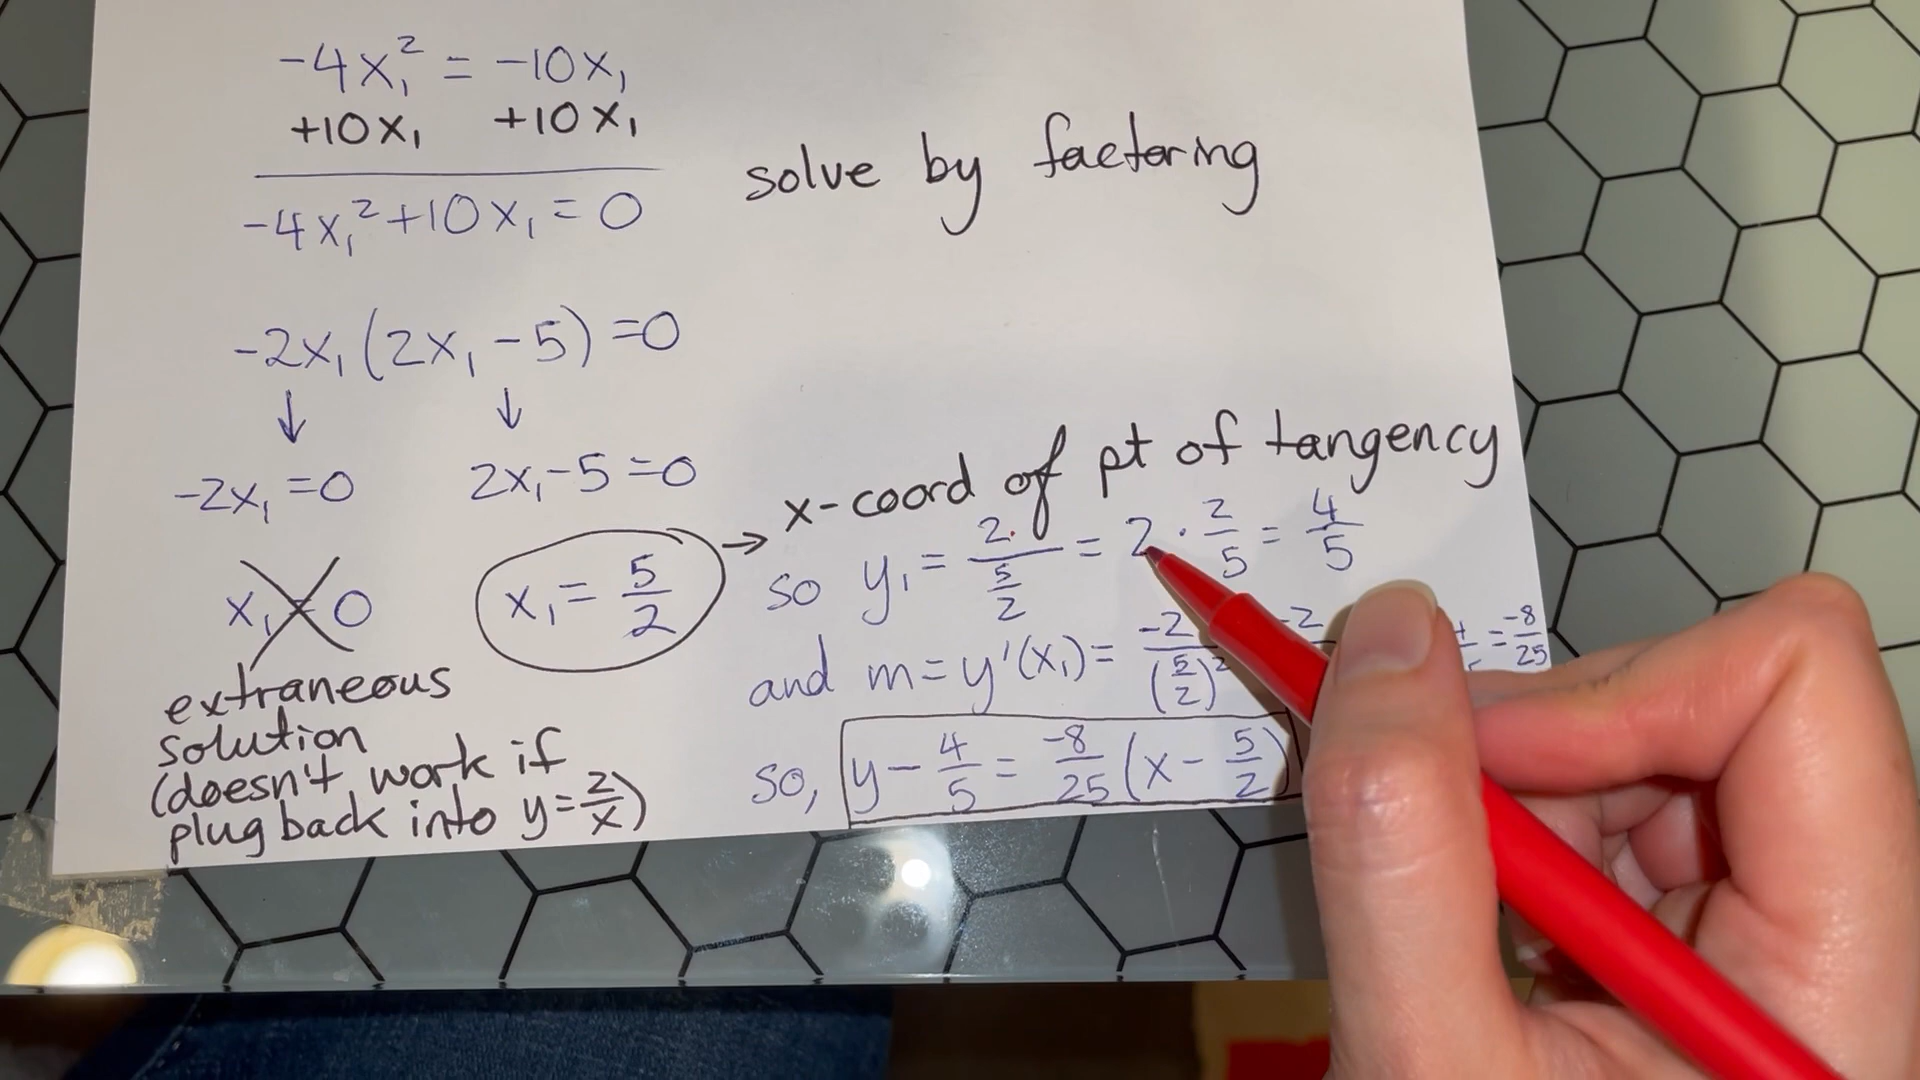 -4x₁² = -10x₁
+10x₁ +10x₁
-4x₁²+10x₁ = 0
solve by factoring
-2x₁(2x₁-5)=0
↓ ↓
-2x₁=0 2x₁-5=0
x₁=0
x₁= 5/2 → x-coord of pt of tangency
so y₁ = 2/(5/2) = 2 · 2/5 = 4/5
and m=y'(x₁)= -2/(5/2)² -2 = -8/25
so, y - 4/5 = -8/25 (x - 5/2)
extraneous
solution
(doesn't work if
plug back into y=2/x)